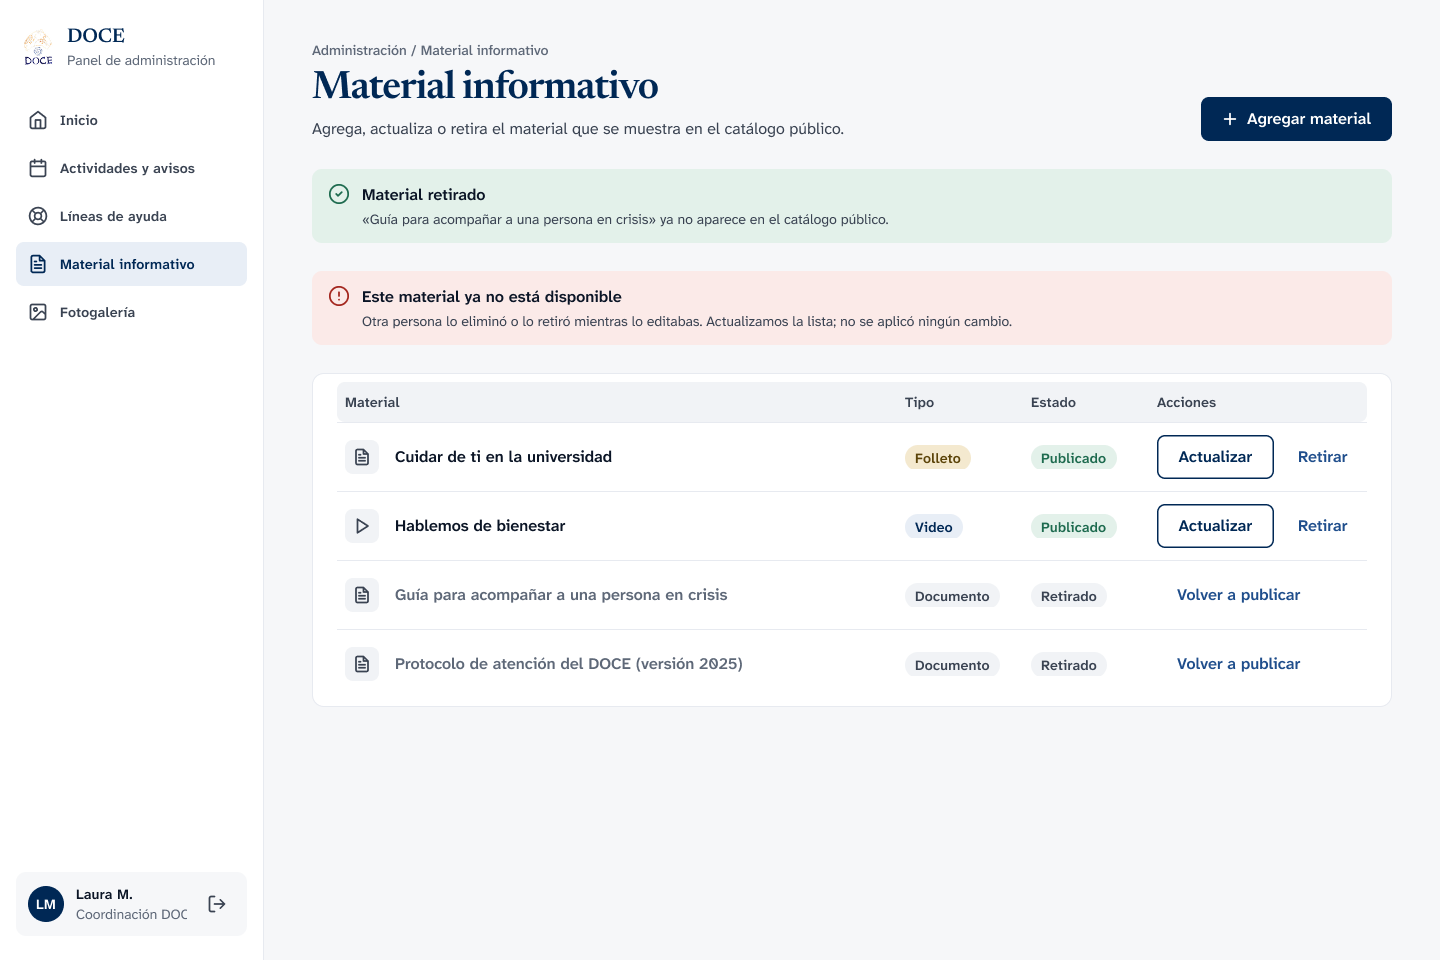 DOCE
DOCE
Panel de administración
Inicio
Actividades y avisos
Líneas de ayuda
Material informativo
Fotogalería
LM
Laura M.
Coordinación DOC
Administración / Material informativo
Material informativo
Agrega, actualiza o retira el material que se muestra en el catálogo público.
Agregar material
Material retirado
«Guía para acompañar a una persona en crisis» ya no aparece en el catálogo público.
Este material ya no está disponible
Otra persona lo eliminó o lo retiró mientras lo editabas. Actualizamos la lista; no se aplicó ningún cambio.
Material Tipo Estado Acciones
Cuidar de ti en la universidad Folleto Publicado Actualizar Retirar
Hablemos de bienestar Video Publicado Actualizar Retirar
Guía para acompañar a una persona en crisis Documento Retirado Volver a publicar
Protocolo de atención del DOCE (versión 2025) Documento Retirado Volver a publicar